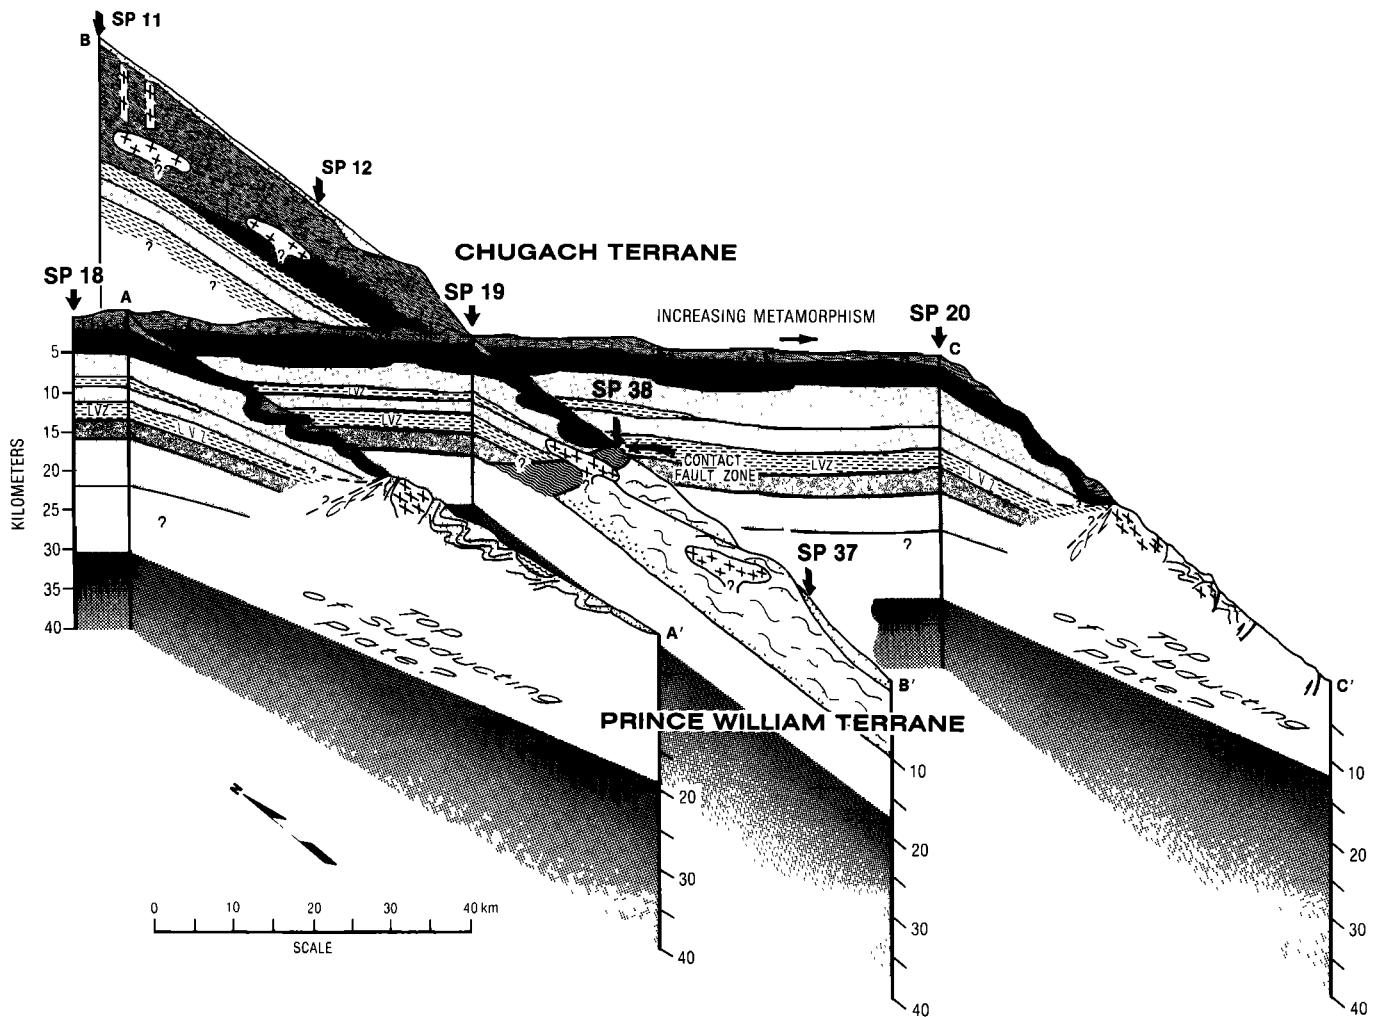 SP 11
B
SP 12
CHUGACH TERRANE
SP 18
A
SP 19
INCREASING METAMORPHISM
SP 20
C
SP 38
CONTACT
FAULT ZONE
SP 37
LVZ
LVZ
LVZ
LVZ
LVZ
LVZ
?
?
?
?
?
?
?
?
?
?
KILOMETERS
5
10
15
20
25
30
35
40
Top
of Subducting
Plate?
Top
of Subducting
Plate?
A'
B'
C'
PRINCE WILLIAM TERRANE
20
30
40
10
20
30
40
10
20
30
40
N
0 10 20 30 40 km
SCALE